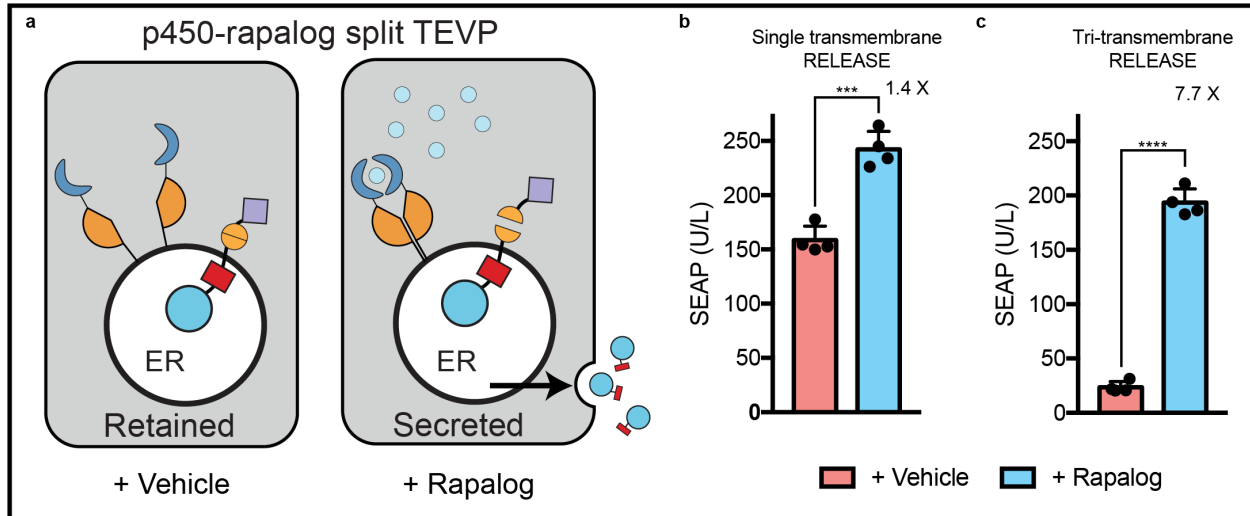 a
p450-rapalog split TEVP
ER
Retained
+ Vehicle
ER
Secreted
+ Rapalog
b
Single transmembrane
RELEASE
1.4 X
***
SEAP (U/L)
250
200
150
100
50
0
c
Tri-transmembrane
RELEASE
7.7 X
****
SEAP (U/L)
250
200
150
100
50
0
+ Vehicle
+ Rapalog